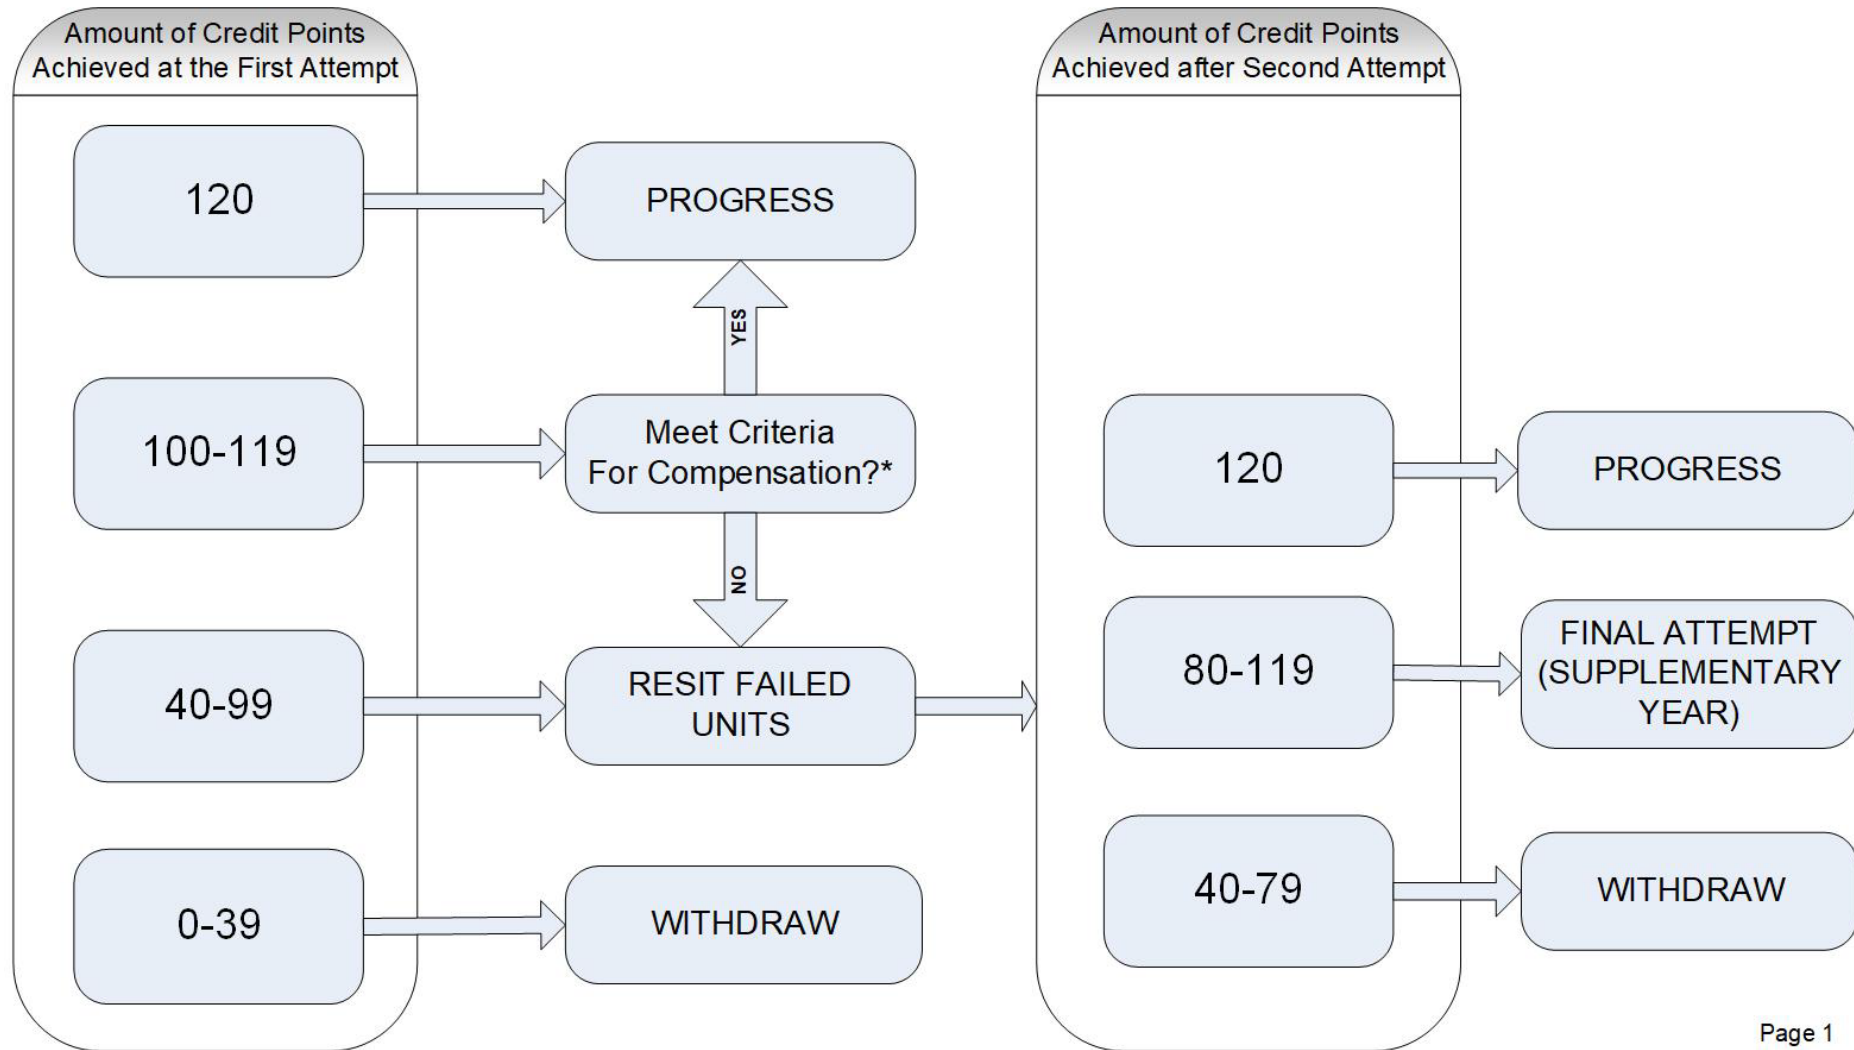 Amount of Credit Points
Achieved at the First Attempt
120
PROGRESS
YES
100-119
Meet Criteria
For Compensation?*
NO
40-99
RESIT FAILED
UNITS
0-39
WITHDRAW
Amount of Credit Points
Achieved after Second Attempt
120
PROGRESS
80-119
FINAL ATTEMPT
(SUPPLEMENTARY
YEAR)
40-79
WITHDRAW
Page 1